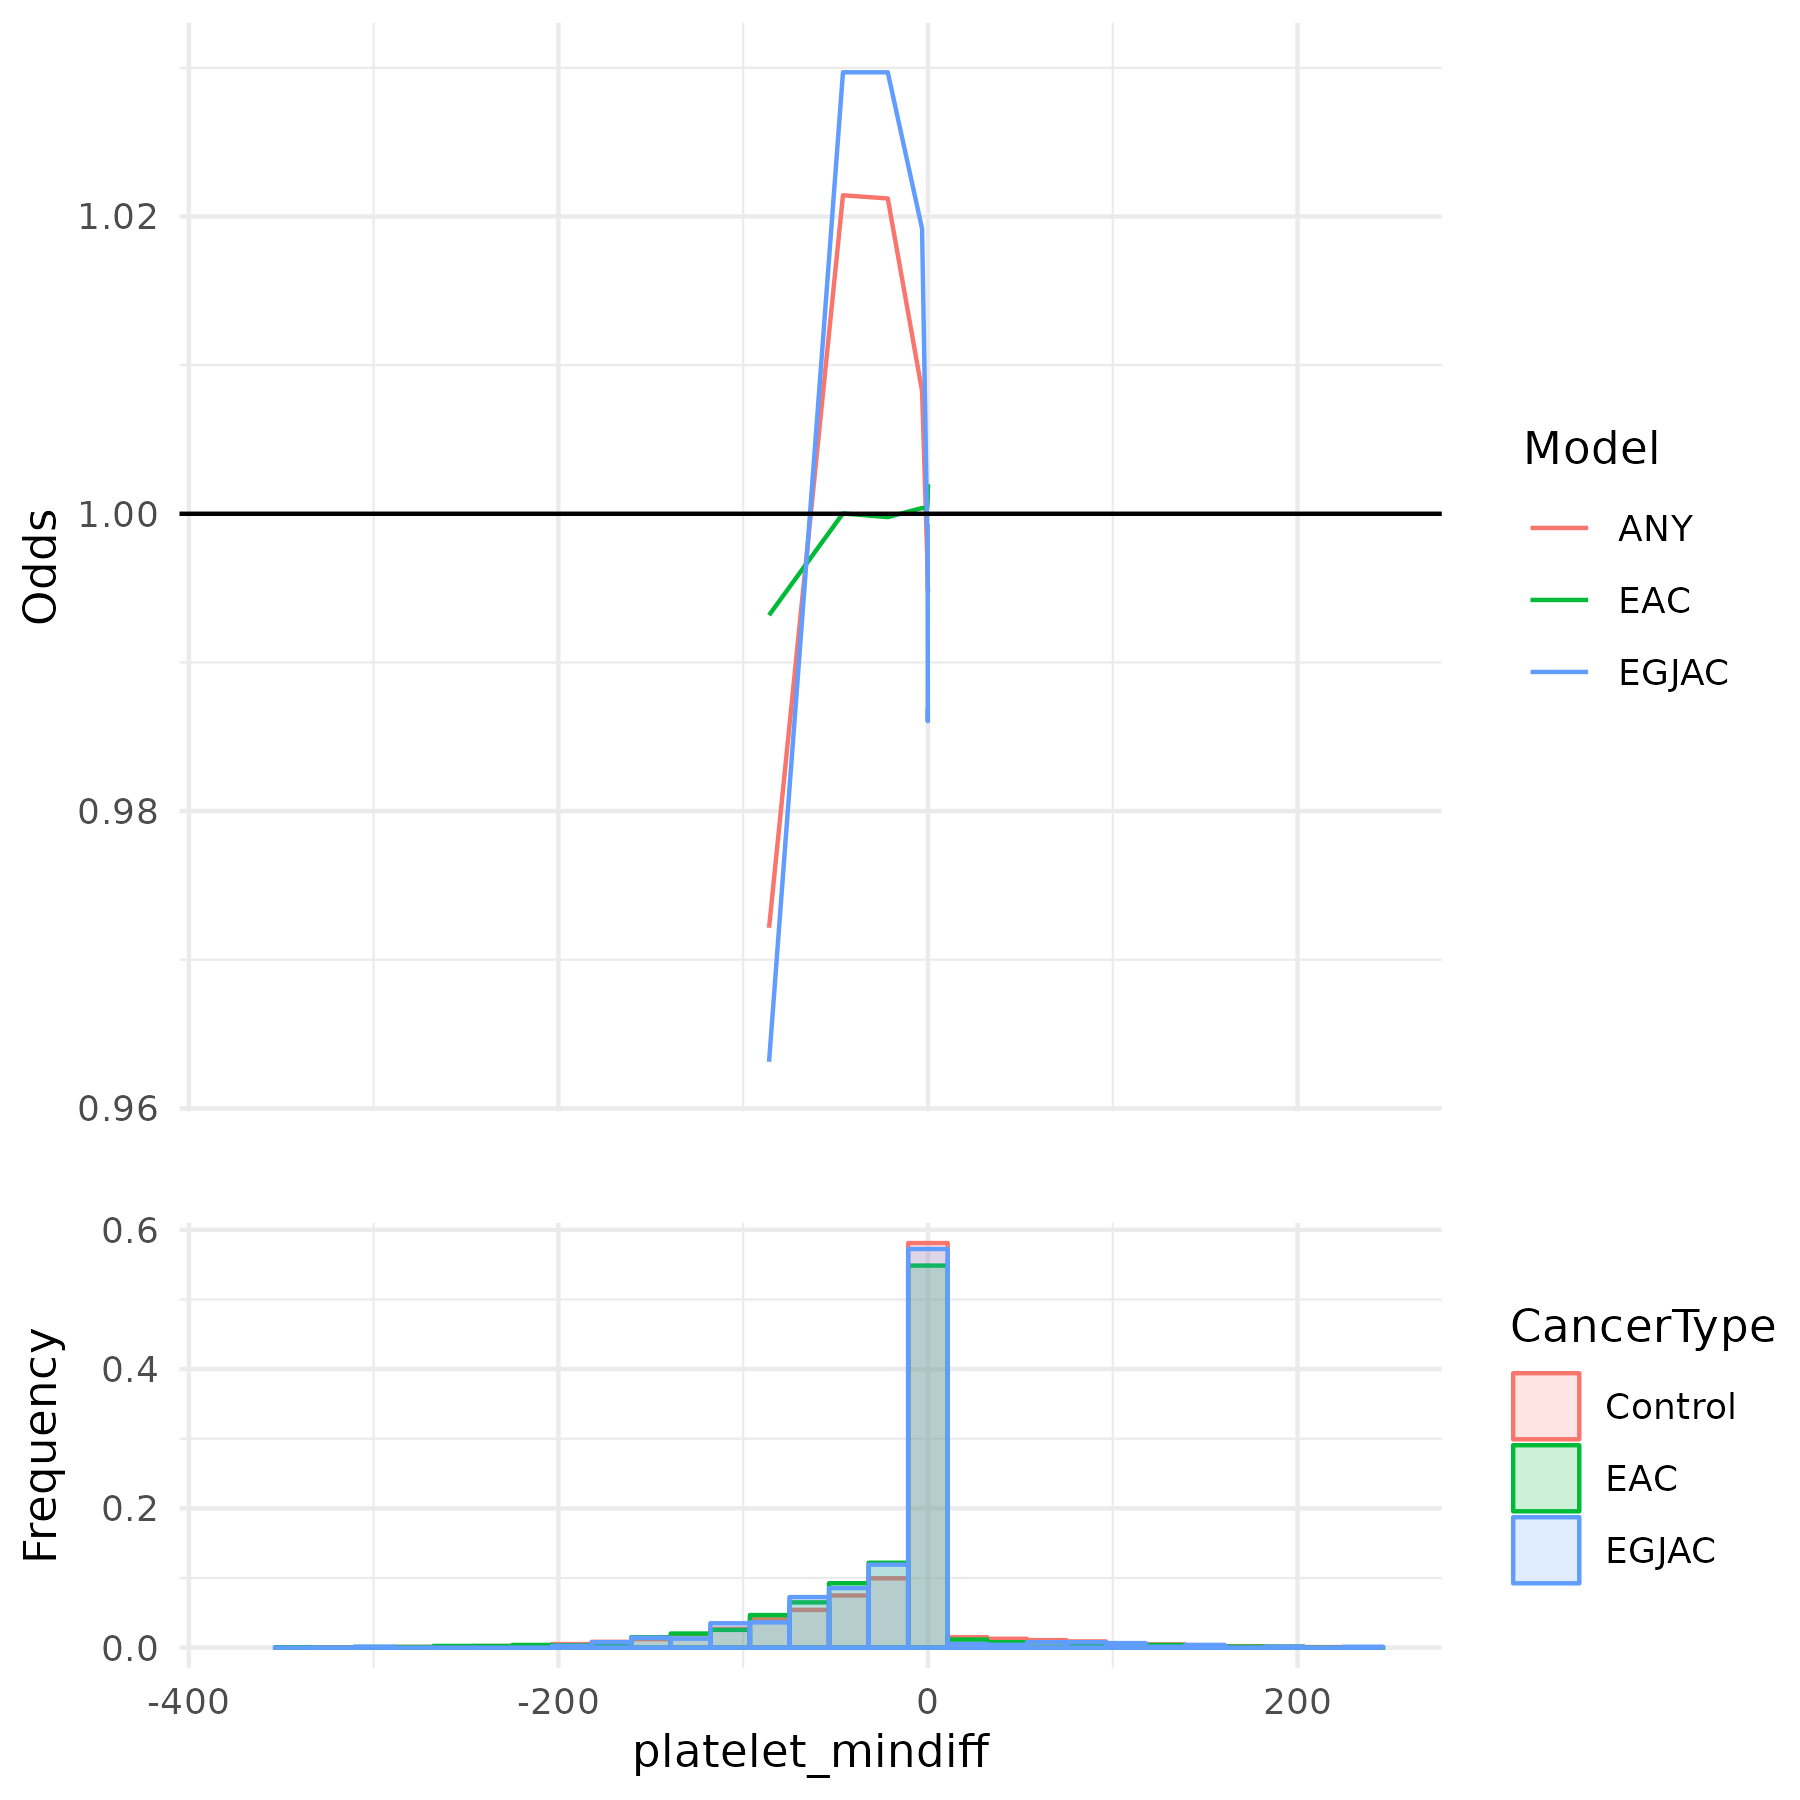 Odds
1.02
1.00
0.98
0.96
Model
ANY
EAC
EGJAC
Frequency
0.6
0.4
0.2
0.0
-400 -200 0 200
platelet_mindiff
CancerType
Control
EAC
EGJAC